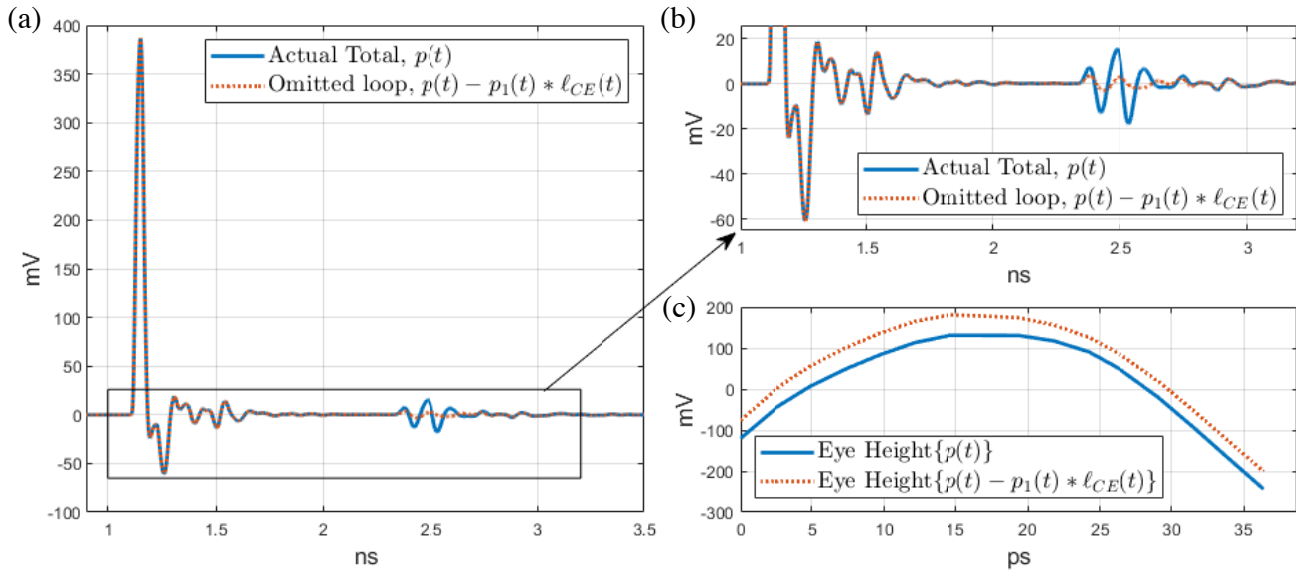 (a)
400
350
300
250
200
150
100
50
0
-50
-100
mV
1
1.5
2
2.5
3
3.5
ns
Actual Total, p(t)
Omitted loop, p(t) − p₁(t) ∗ ℓ_CE(t)
(b)
20
0
-20
-40
-60
mV
1
1.5
2
2.5
3
ns
Actual Total, p(t)
Omitted loop, p(t) − p₁(t) ∗ ℓ_CE(t)
(c)
200
100
0
-100
-200
-300
mV
0
5
10
15
20
25
30
35
ps
Eye Height{p(t)}
Eye Height{p(t) − p₁(t) ∗ ℓ_CE(t)}